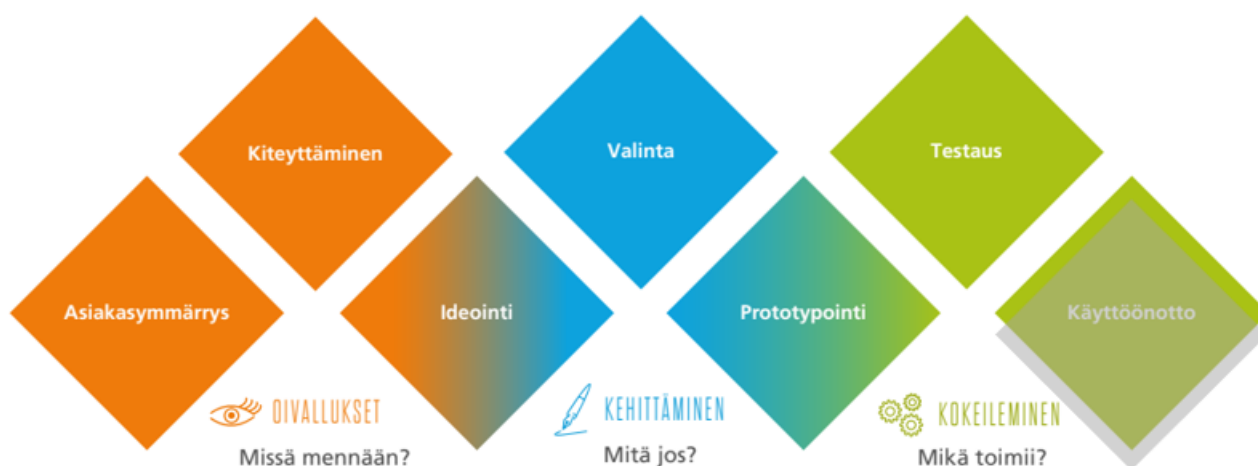 Kiteyttäminen
Valinta
Testaus
Asiakasymmärrys
Ideointi
Prototypointi
Käyttöönotto
OIVALLUKSET
KEHITTÄMINEN
KOKEILEMINEN
Missä mennään?
Mitä jos?
Mikä toimii?